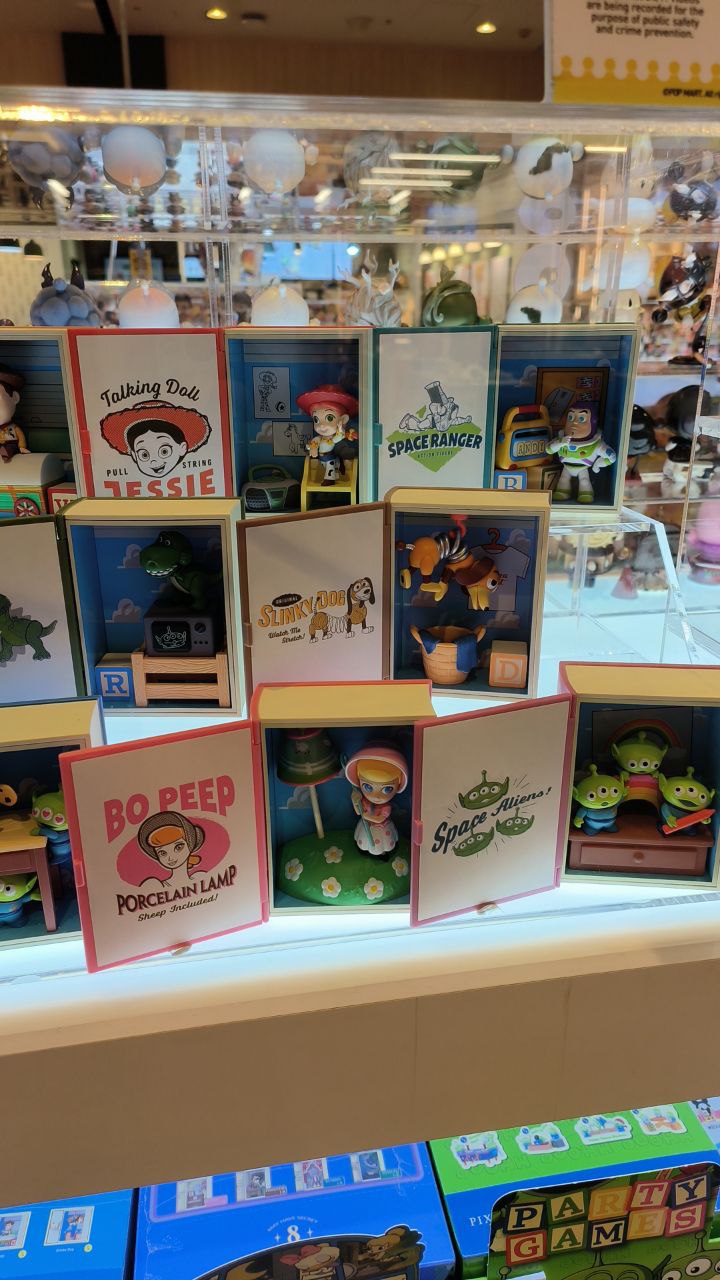 are being recorded for the
purpose of public safety
and crime prevention.
Talking Doll
PULL STRING
JESSIE
SPACE RANGER
ACTION FIGURE
ANDY
R
ORIGINAL
SLINKY DOG
Watch Me
Stretch!
R
D
BO PEEP
PORCELAIN LAMP
Sheep Included!
Space Aliens!
8
PARTY
GAMES